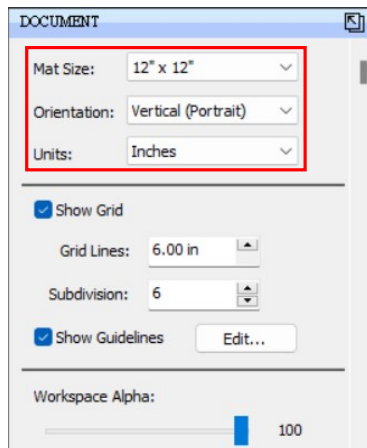 DOCUMENT
Mat Size: 12" x 12"
Orientation: Vertical (Portrait)
Units: Inches
Show Grid
Grid Lines: 6.00 in
Subdivision: 6
Show Guidelines Edit...
Workspace Alpha:
100